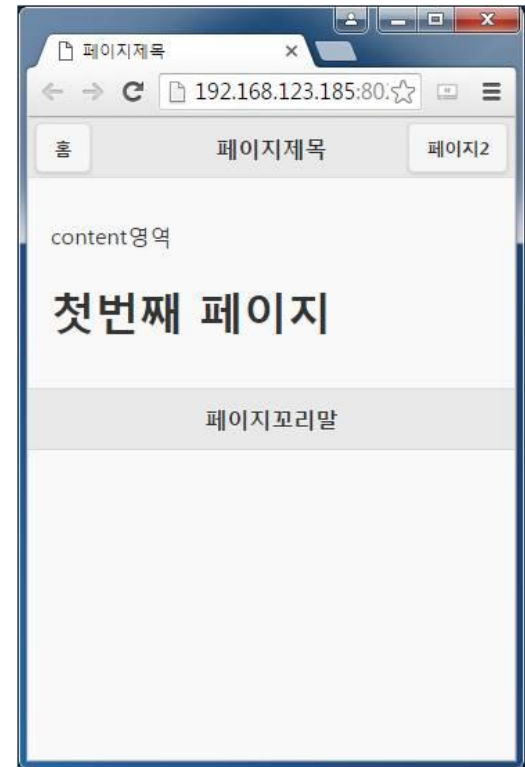 페이지제목
192.168.123.185:80
홈
페이지제목
페이지2
content영역
첫번째 페이지
페이지꼬리말